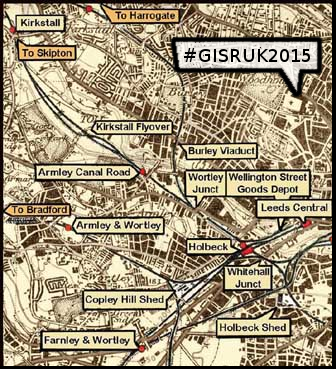 Kirkstall
To Harrogate
To Skipton
#GISRUK2015
Kirkstall Flyover
Burley Viaduct
Armley Canal Road
Wortley
Junct
Wellington Street
Goods Depot
To Bradford
Leeds Central
Armley & Wortley
Holbeck
Whitehall
Junct
Copley Hill Shed
Holbeck Shed
Farnley & Wortley